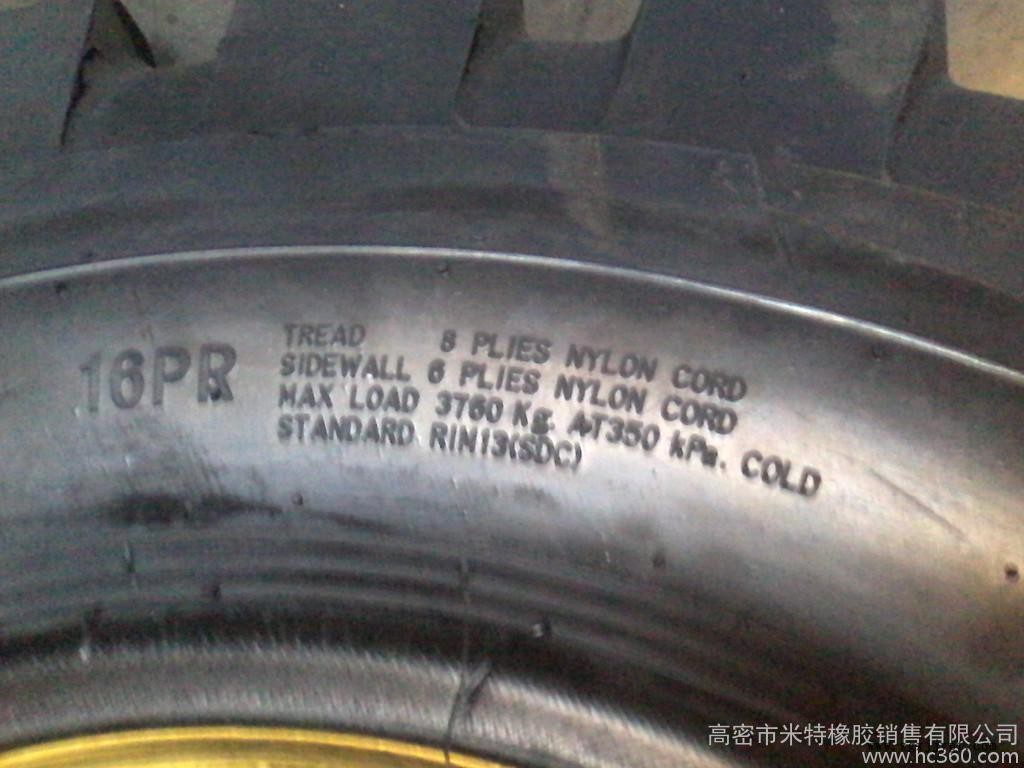 16PR
TREAD 8 PLIES NYLON CORD
SIDEWALL 6 PLIES NYLON CORD
MAX LOAD 3760 Kg. AT350 kPa. COLD
STANDARD RIM13(SDC)
高密市米特橡胶销售有限公司
www.hc360.com